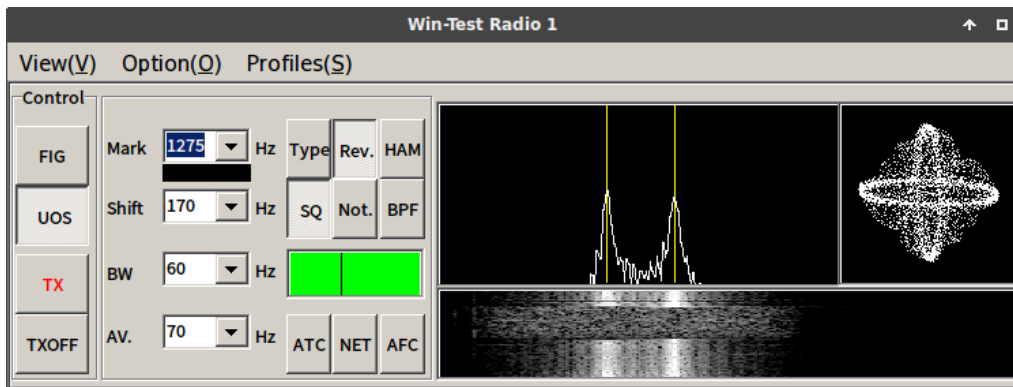 Win-Test Radio 1
View(V) Option(O) Profiles(S)
Control
FIG
UOS
TX
TXOFF
Mark 1275 Hz
Shift 170 Hz
BW 60 Hz
AV. 70 Hz
Type Rev. HAM
SQ Not. BPF
ATC NET AFC